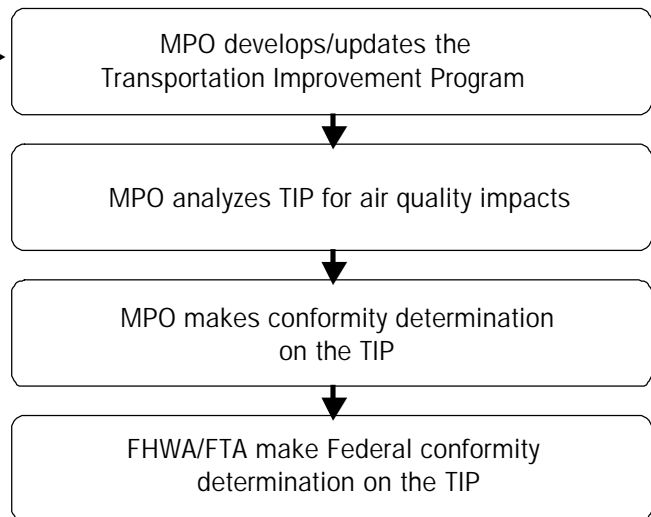 MPO develops/updates the
Transportation Improvement Program
MPO analyzes TIP for air quality impacts
MPO makes conformity determination
on the TIP
FHWA/FTA make Federal conformity
determination on the TIP